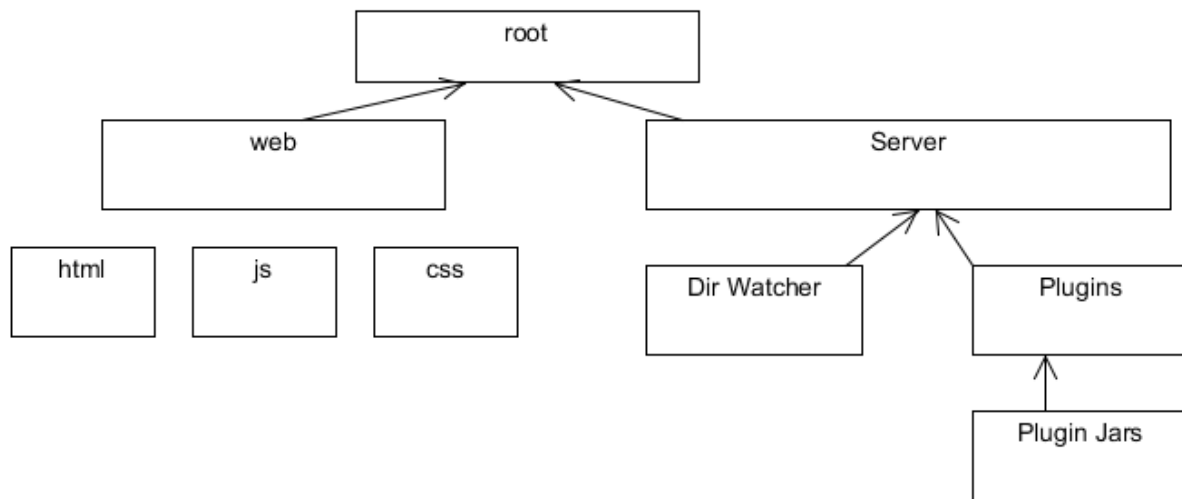 root
web
Server
html
js
css
Dir Watcher
Plugins
Plugin Jars